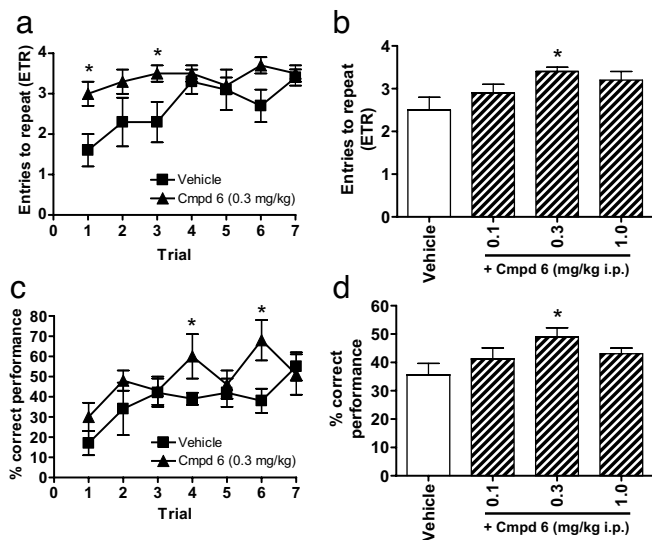 a
Entries to repeat (ETR)
4
3
2
1
0
*
*
Vehicle
Cmpd 6 (0.3 mg/kg)
0 1 2 3 4 5 6 7
Trial
b
Entries to repeat
(ETR)
4
3
2
1
0
*
Vehicle
0.1
0.3
1.0
+ Cmpd 6 (mg/kg i.p.)
c
% correct performance
80
70
60
50
40
30
20
10
0
*
*
Vehicle
Cmpd 6 (0.3 mg/kg)
0 1 2 3 4 5 6 7
Trial
d
% correct
performance
60
50
40
30
20
10
0
*
Vehicle
0.1
0.3
1.0
+ Cmpd 6 (mg/kg i.p.)